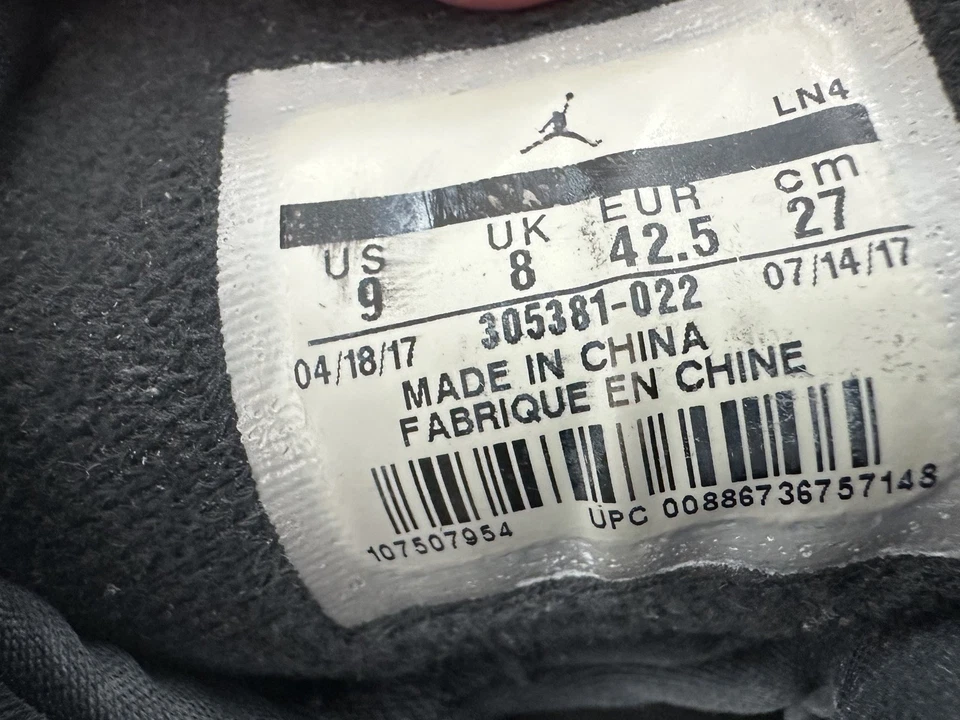 LN4
US UK EUR cm
9 8 42.5 27
04/18/17 305381-022 07/14/17
MADE IN CHINA
FABRIQUE EN CHINE
107507954 UPC 00886736757148